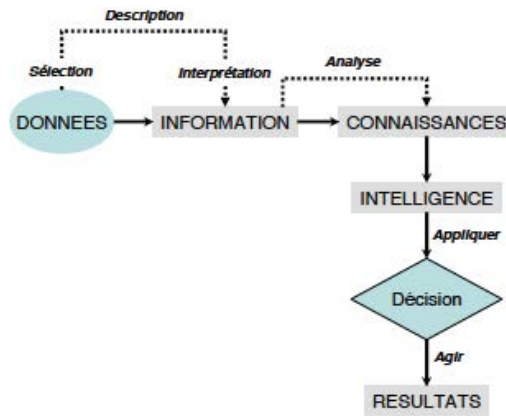 Description
Sélection
Interprétation
Analyse
DONNEES
INFORMATION
CONNAISSANCES
INTELLIGENCE
Appliquer
Décision
Agir
RESULTATS